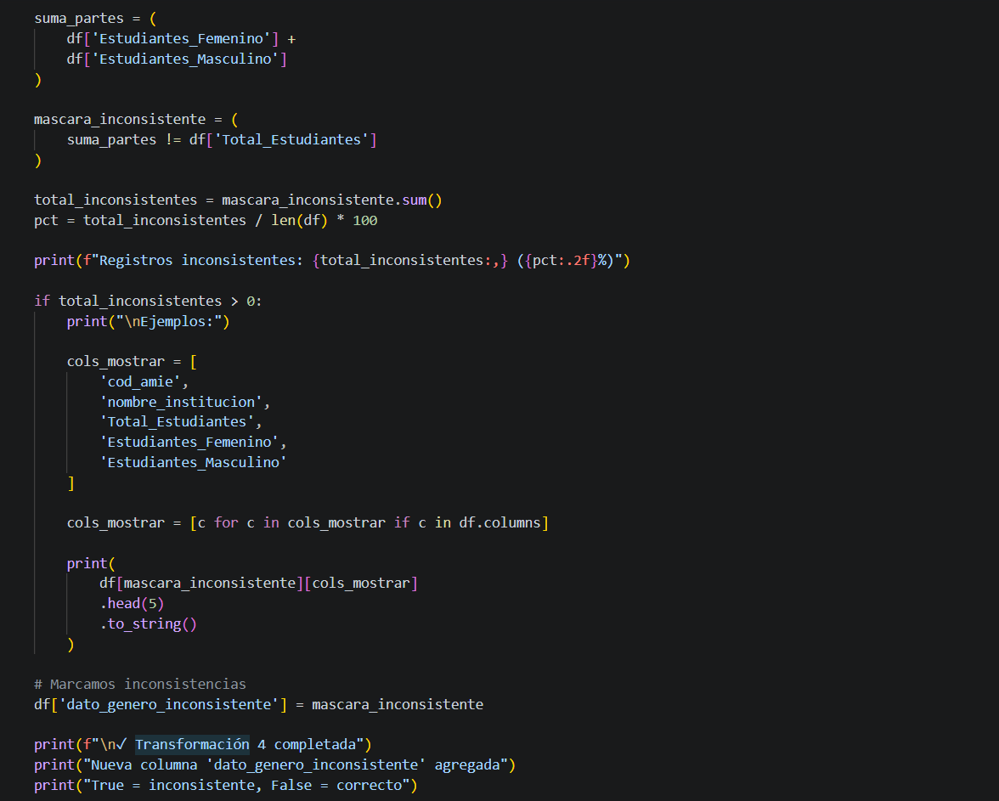 suma_partes = (
    df['Estudiantes_Femenino'] +
    df['Estudiantes_Masculino']
)

mascara_inconsistente = (
    suma_partes != df['Total_Estudiantes']
)

total_inconsistentes = mascara_inconsistente.sum()
pct = total_inconsistentes / len(df) * 100

print(f"Registros inconsistentes: {total_inconsistentes:,} ({pct:.2f}%)")

if total_inconsistentes > 0:
    print("\nEjemplos:")

    cols_mostrar = [
        'cod_amie',
        'nombre_institucion',
        'Total_Estudiantes',
        'Estudiantes_Femenino',
        'Estudiantes_Masculino'
    ]

    cols_mostrar = [c for c in cols_mostrar if c in df.columns]

    print(
        df[mascara_inconsistente][cols_mostrar]
        .head(5)
        .to_string()
    )

# Marcamos inconsistencias
df['dato_genero_inconsistente'] = mascara_inconsistente

print(f"\n✓ Transformación 4 completada")
print("Nueva columna 'dato_genero_inconsistente' agregada")
print("True = inconsistente, False = correcto")